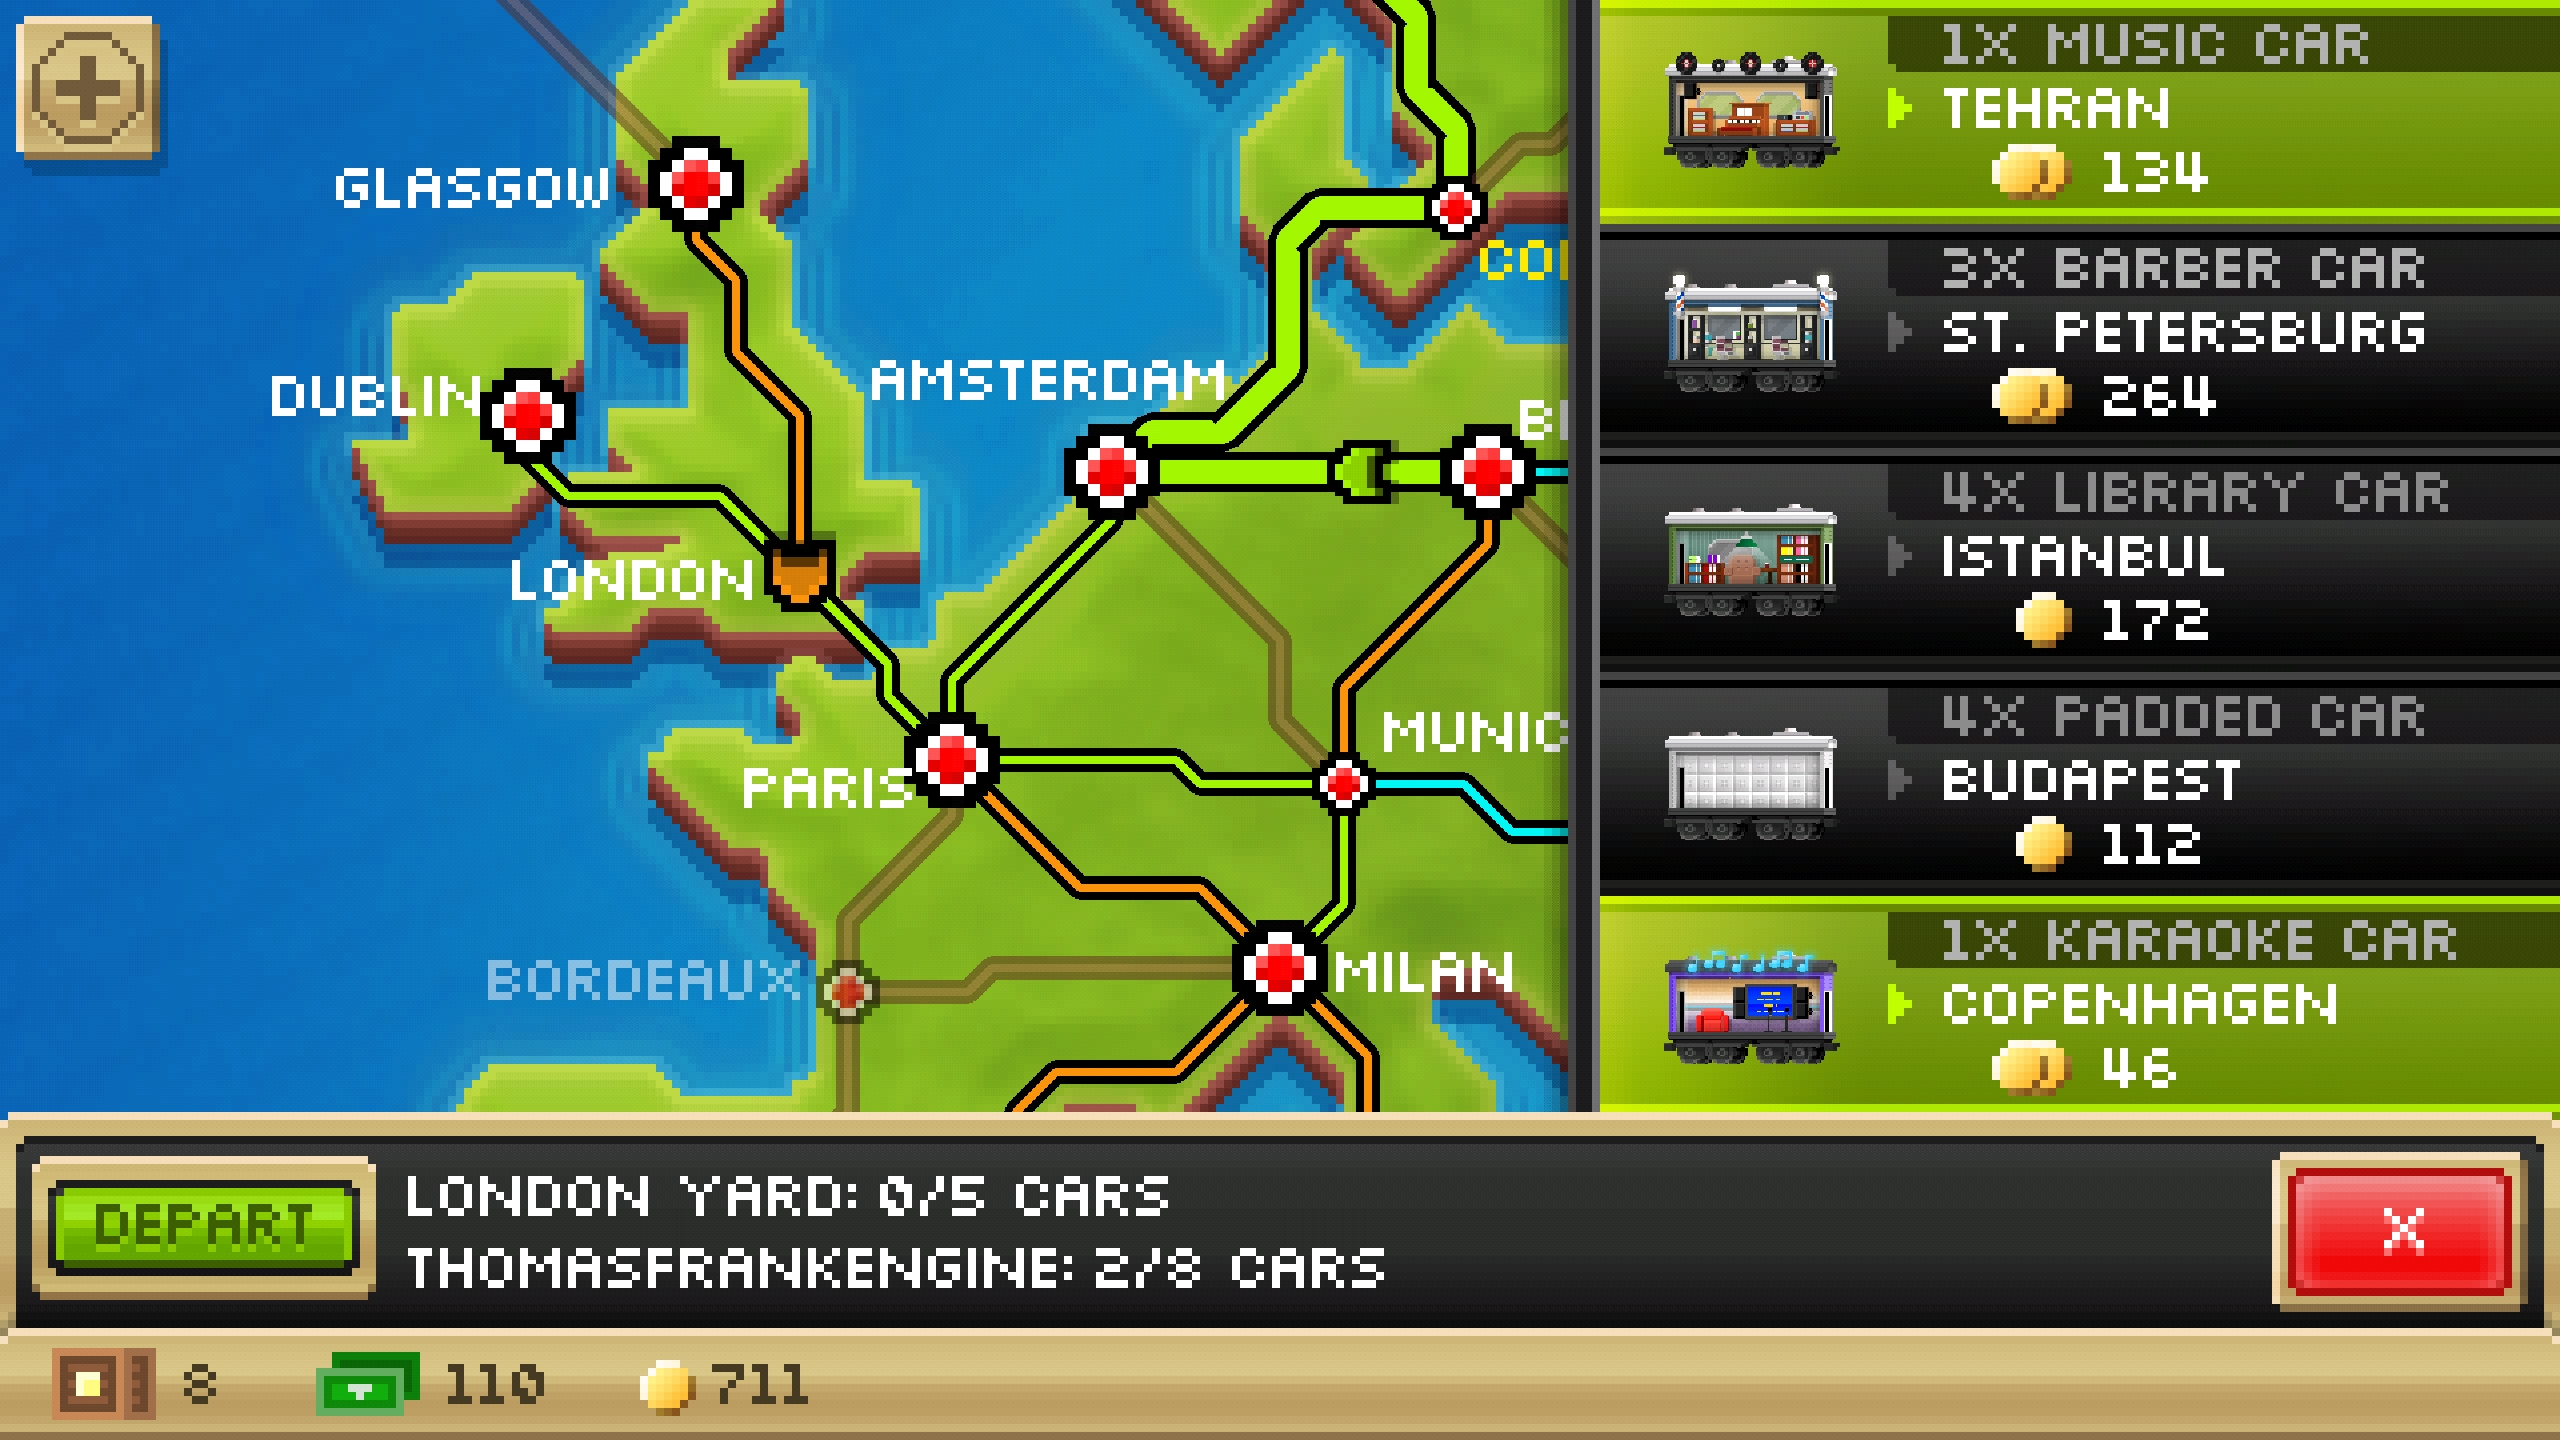 GLASGOW
DUBLIN
LONDON
AMSTERDAM
PARIS
BORDEAUX
MILAN
1X MUSIC CAR
TEHRAN
134
3X BARBER CAR
ST. PETERSBURG
264
4X LIBRARY CAR
ISTANBUL
172
4X PADDED CAR
BUDAPEST
112
1X KARAOKE CAR
COPENHAGEN
46
DEPART
LONDON YARD: 0/5 CARS
THOMASFRANKENGINE: 2/8 CARS
X
8
110
711